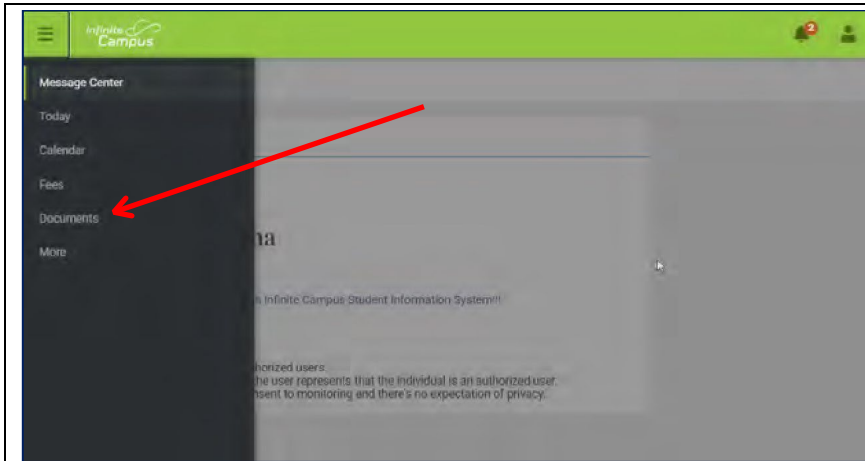 Infinite
Campus
2
Message Center
Today
Calendar
Fees
Documents
More
na
s Infinite Campus Student Information System!!!
horized users.
he user represents that the individual is an authorized user.
nsent to monitoring and there's no expectation of privacy.